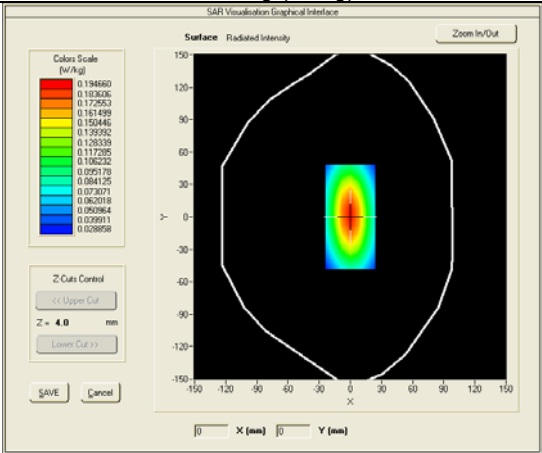 SAR Visualisation Graphical Interface
Surface Radiated Intensity
Zoom In/Out
Colors Scale
(W/kg)
0.194660
0.183606
0.172553
0.161499
0.150446
0.139392
0.128339
0.117285
0.106232
0.095178
0.084125
0.073071
0.062018
0.050964
0.039911
0.028858
150
120
90
60
30
0
-30
-60
-90
-120
-150
Y
-150 -120 -90 -60 -30 0 30 60 90 120 150
X
Z-Cuts Control
<< Upper Cut
Z = 4.0 mm
Lower Cut >>
SAVE Cancel
0 X (mm) 0 Y (mm)